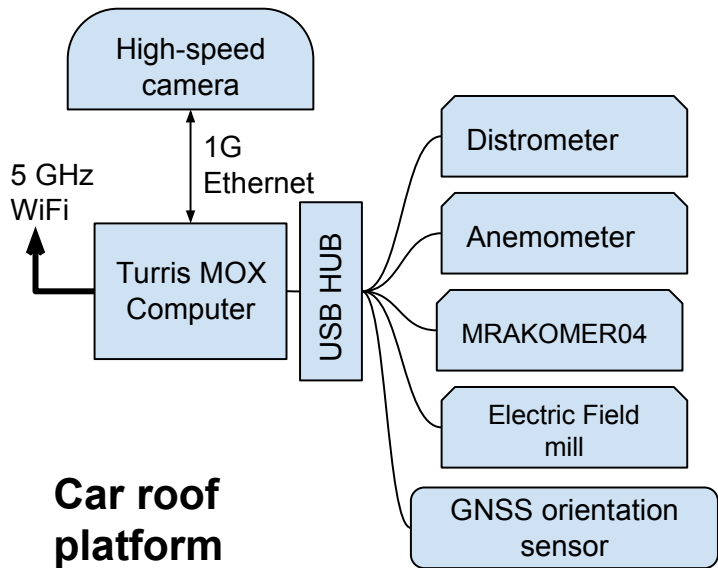 High-speed
camera
1G
Ethernet
5 GHz
WiFi
Turris MOX
Computer
USB HUB
Distrometer
Anemometer
MRAKOMER04
Electric Field
mill
GNSS orientation
sensor
Car roof
platform